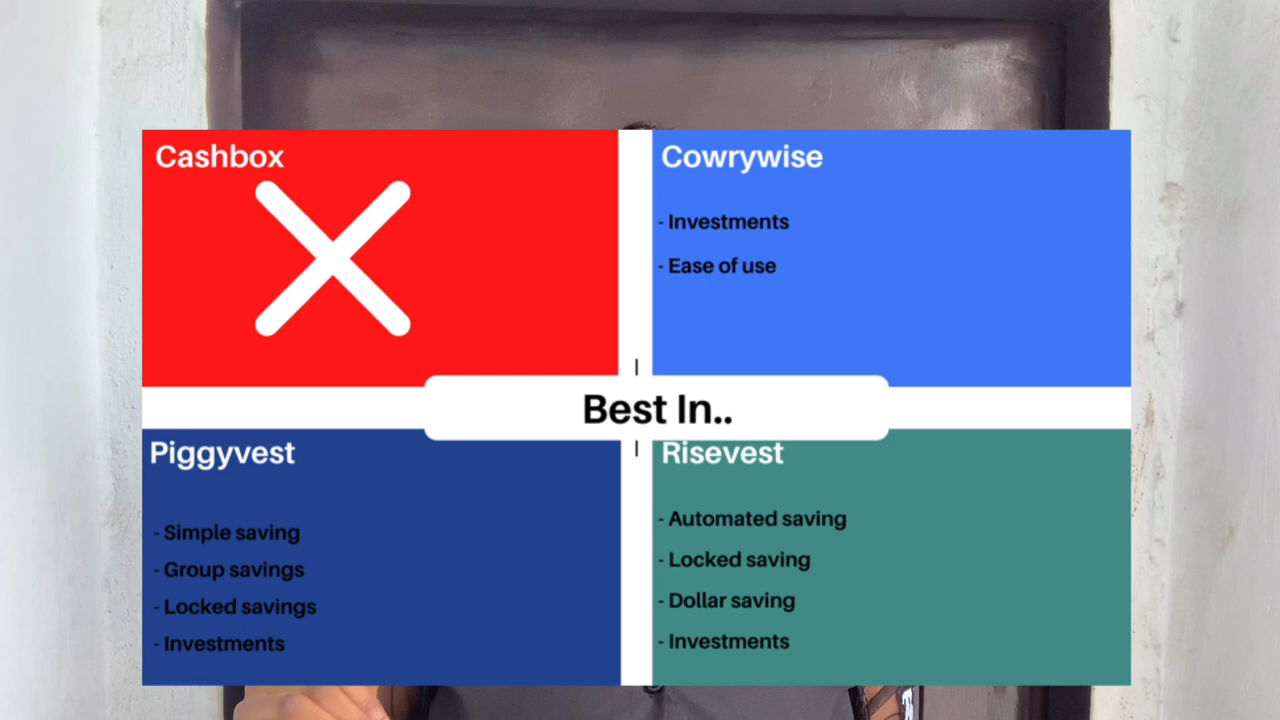 Cashbox
Cowrywise
- Investments
- Ease of use
Best In..
Piggyvest
- Simple saving
- Group savings
- Locked savings
- Investments
Risevest
- Automated saving
- Locked saving
- Dollar saving
- Investments